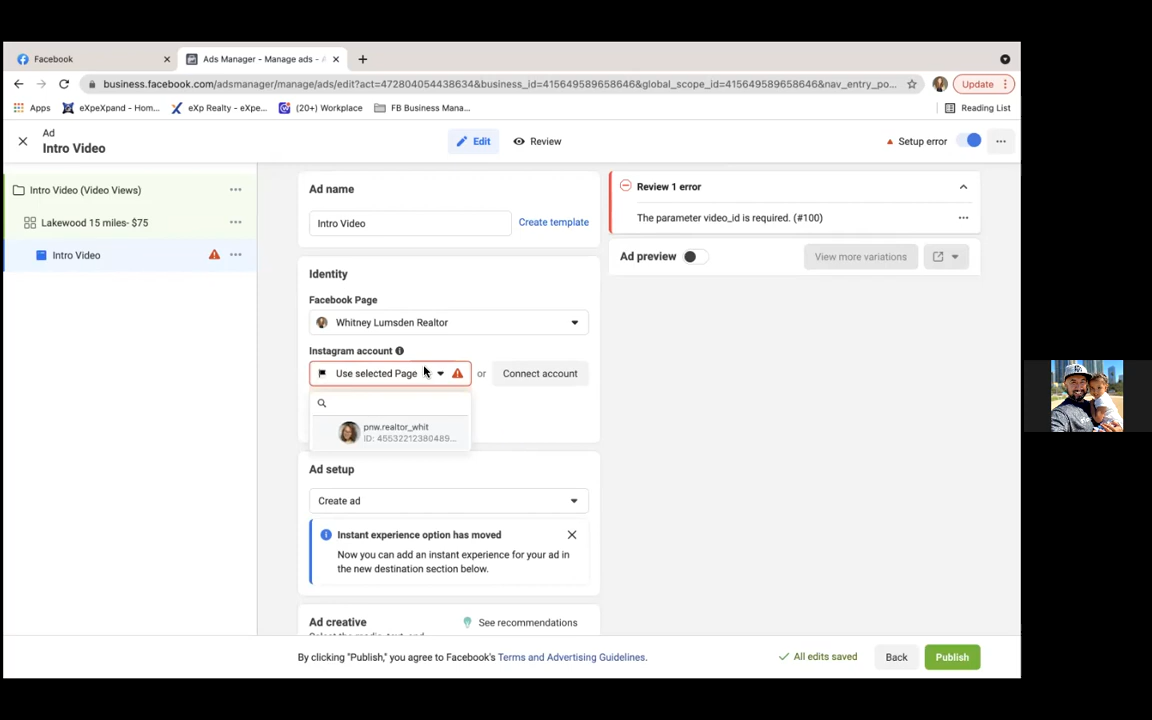 Facebook
Ads Manager - Manage ads -
business.facebook.com/adsmanager/manage/ads/edit?act=472804054438634&business_id=415649589658646&global_scope_id=415649589658646&nav_entry_po...
Update
Apps
eXpeXpand - Hom...
eXp Realty - eXpe...
(20+) Workplace
FB Business Mana...
Reading List
Ad
Intro Video
Edit
Review
Setup error
Intro Video (Video Views)
Lakewood 15 miles- $75
Intro Video
Ad name
Intro Video
Create template
Identity
Facebook Page
Whitney Lumsden Realtor
Instagram account
Use selected Page
or
Connect account
pnw.realtor_whit
ID: 45532212380489...
Ad setup
Create ad
Instant experience option has moved
Now you can add an instant experience for your ad in
the new destination section below.
Ad creative
See recommendations
Review 1 error
The parameter video_id is required. (#100)
Ad preview
View more variations
By clicking "Publish," you agree to Facebook's Terms and Advertising Guidelines.
All edits saved
Back
Publish